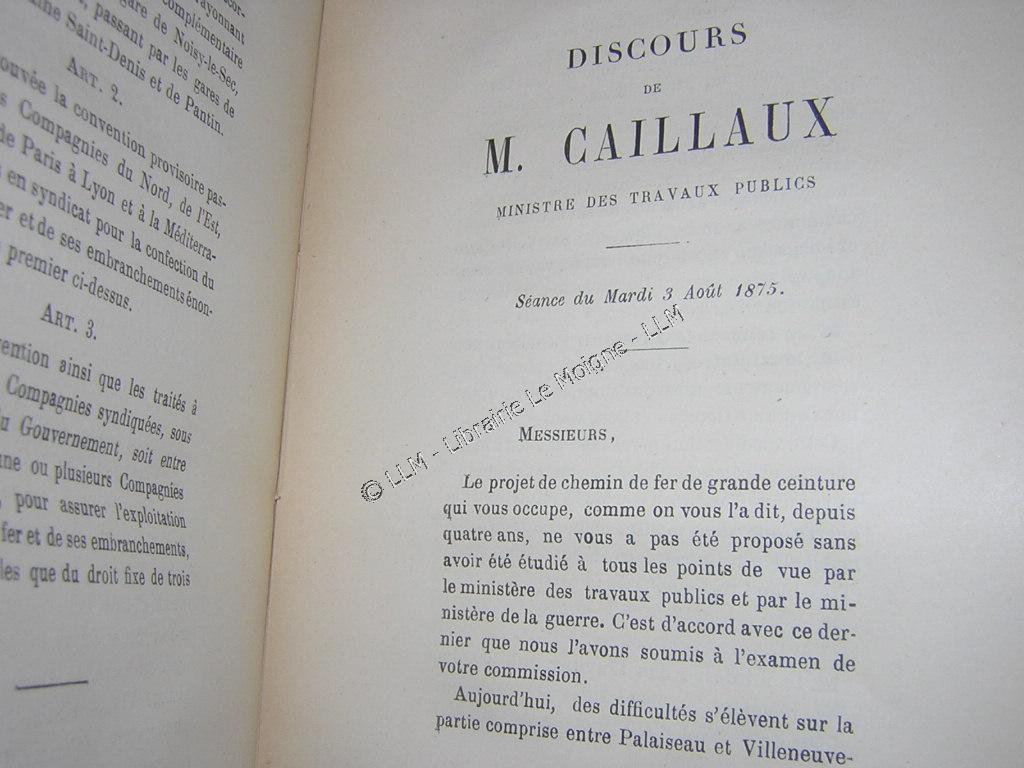 rayonnant
complémentaire
gare de Noisy-le-Sec,
passant par les gares de
Saint-Denis et de Pantin.
ART. 2.
la convention provisoire pas-
Compagnies du Nord, de l'Est,
de Paris à Lyon et à la Méditerra-
en syndicat pour la confection du
et de ses embranchements énon-
premier ci-dessus.
ART. 3.
ainsi que les traités à
Compagnies syndiquées, sous
Gouvernement, soit entre
ou plusieurs Compagnies
pour assurer l'exploitation
fer et de ses embranchements,
que du droit fixe de trois
DISCOURS
DE
M. CAILLAUX
MINISTRE DES TRAVAUX PUBLICS
Séance du Mardi 3 Août 1875.
© LLM - Librairie Le Moigne - LLM
MESSIEURS,
Le projet de chemin de fer de grande ceinture
qui vous occupe, comme on vous l'a dit, depuis
quatre ans, ne vous a pas été proposé sans
avoir été étudié à tous les points de vue par
le ministère des travaux publics et par le mi-
nistère de la guerre. C'est d'accord avec ce der-
nier que nous l'avons soumis à l'examen de
votre commission.
Aujourd'hui, des difficultés s'élèvent sur la
partie comprise entre Palaiseau et Villeneuve-